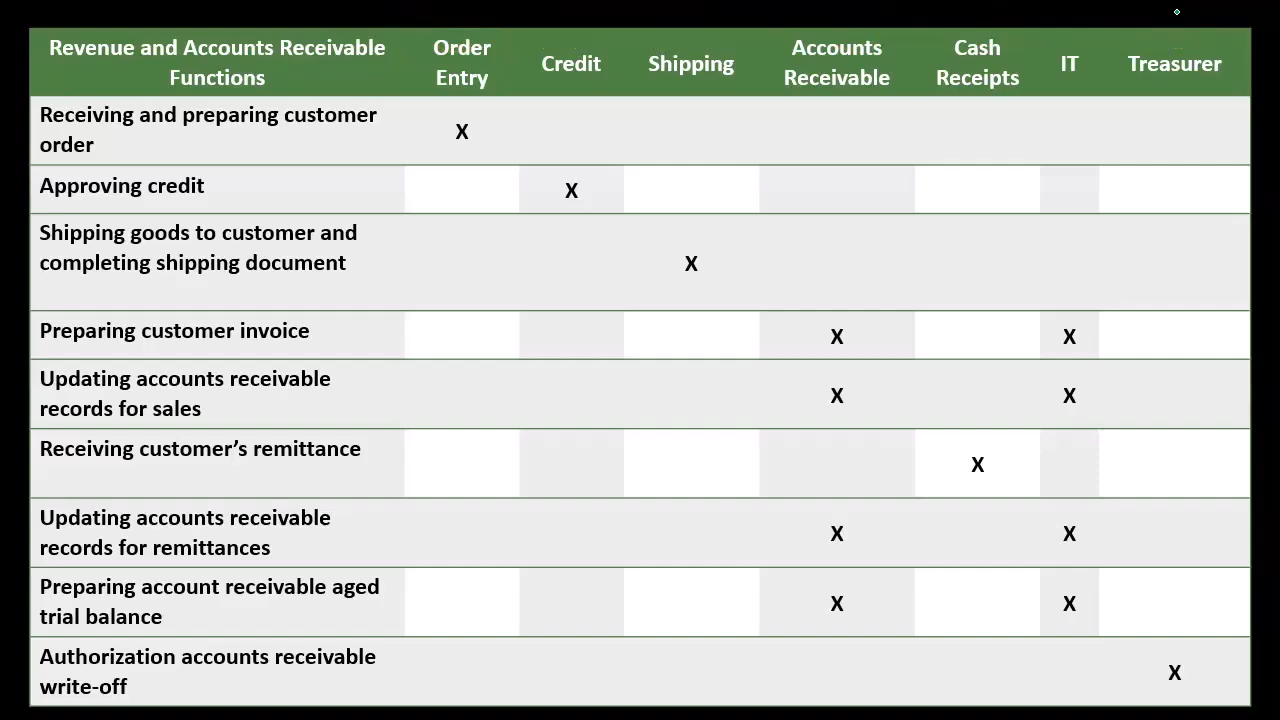 Revenue and Accounts Receivable Functions | Order Entry | Credit | Shipping | Accounts Receivable | Cash Receipts | IT | Treasurer
Receiving and preparing customer order | X
Approving credit | X
Shipping goods to customer and completing shipping document | X
Preparing customer invoice | X | X
Updating accounts receivable records for sales | X | X
Receiving customer’s remittance | X
Updating accounts receivable records for remittances | X | X
Preparing account receivable aged trial balance | X | X
Authorization accounts receivable write-off | X